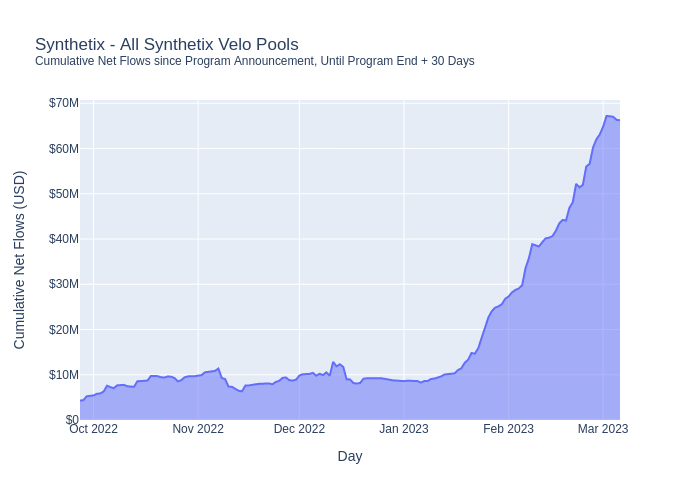 Synthetix - All Synthetix Velo Pools
Cumulative Net Flows since Program Announcement, Until Program End + 30 Days
$70M
$60M
$50M
$40M
$30M
$20M
$10M
$0
Cumulative Net Flows (USD)
Oct 2022
Nov 2022
Dec 2022
Jan 2023
Feb 2023
Mar 2023
Day